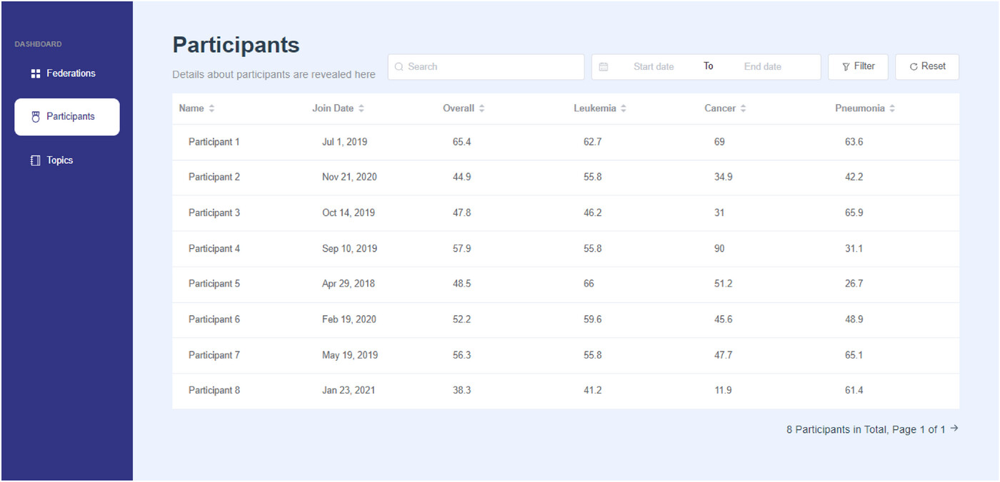 DASHBOARD
Federations
Participants
Topics
Participants
Details about participants are revealed here
Search
Start date To End date
Filter
Reset
Name Join Date Overall Leukemia Cancer Pneumonia
Participant 1 Jul 1, 2019 65.4 62.7 69 63.6
Participant 2 Nov 21, 2020 44.9 55.8 34.9 42.2
Participant 3 Oct 14, 2019 47.8 46.2 31 65.9
Participant 4 Sep 10, 2019 57.9 55.8 90 31.1
Participant 5 Apr 29, 2018 48.5 66 51.2 26.7
Participant 6 Feb 19, 2020 52.2 59.6 45.6 48.9
Participant 7 May 19, 2019 56.3 55.8 47.7 65.1
Participant 8 Jan 23, 2021 38.3 41.2 11.9 61.4
8 Participants in Total, Page 1 of 1